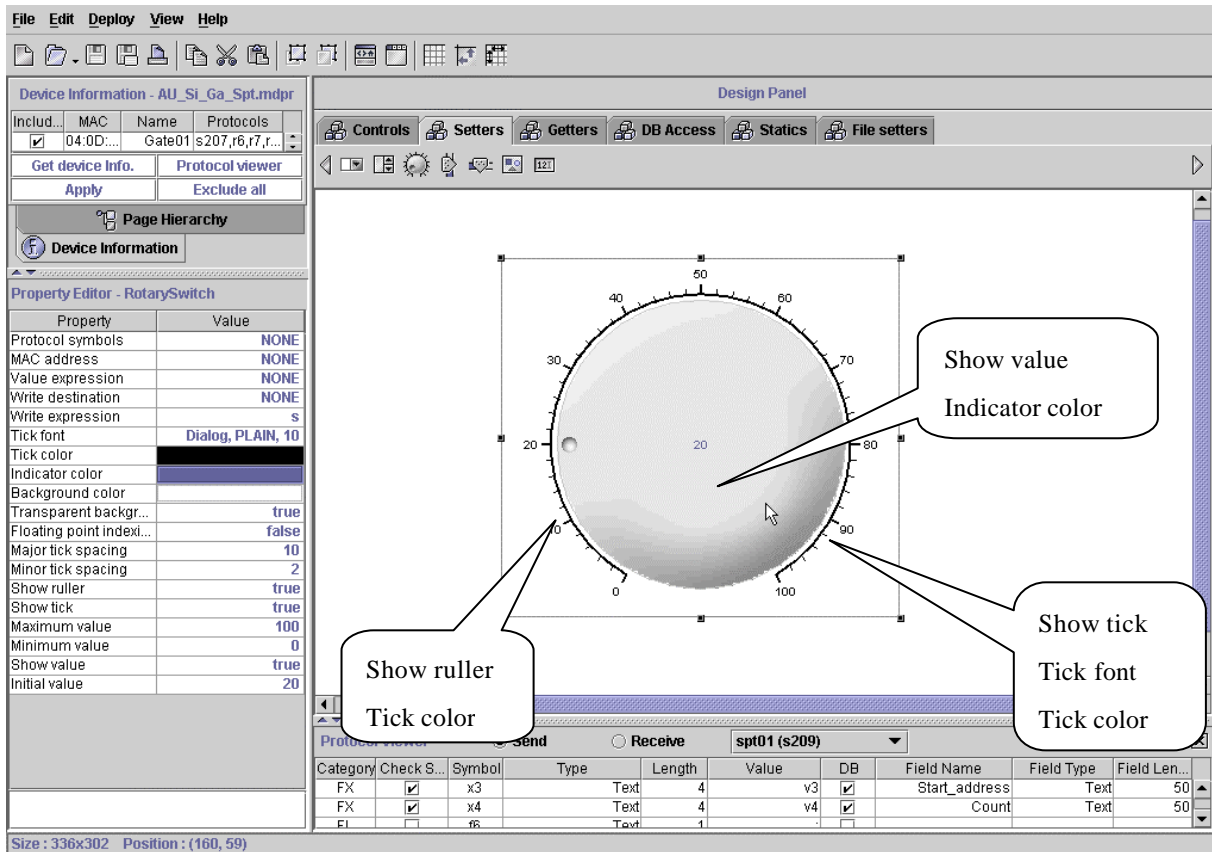 File Edit Deploy View Help
Device Information - AU_Si_Ga_Spt.mdpr
Includ... MAC Name Protocols
04:0D:... Gate01 s207,r6,r7,r...
Get device Info. Protocol viewer
Apply Exclude all
Page Hierarchy
Device Information
Property Editor - RotarySwitch
Property Value
Protocol symbols NONE
MAC address NONE
Value expression NONE
Write destination NONE
Write expression s
Tick font Dialog, PLAIN, 10
Tick color
Indicator color
Background color
Transparent backgr... true
Floating point indexi... false
Major tick spacing 10
Minor tick spacing 2
Show ruller true
Show tick true
Maximum value 100
Minimum value 0
Show value true
Initial value 20
Design Panel
Controls Setters Getters DB Access Statics File setters
50
40 60
30 70
20 20 80
90
0 100
Show value
Indicator color
Show ruller
Tick color
Show tick
Tick font
Tick color
Send Receive spt01 (s209)
Category Check S... Symbol Type Length Value DB Field Name Field Type Field Len...
FX x3 Text 4 v3 Start_address Text 50
FX x4 Text 4 v4 Count Text 50
Size : 336x302 Position : (160, 59)